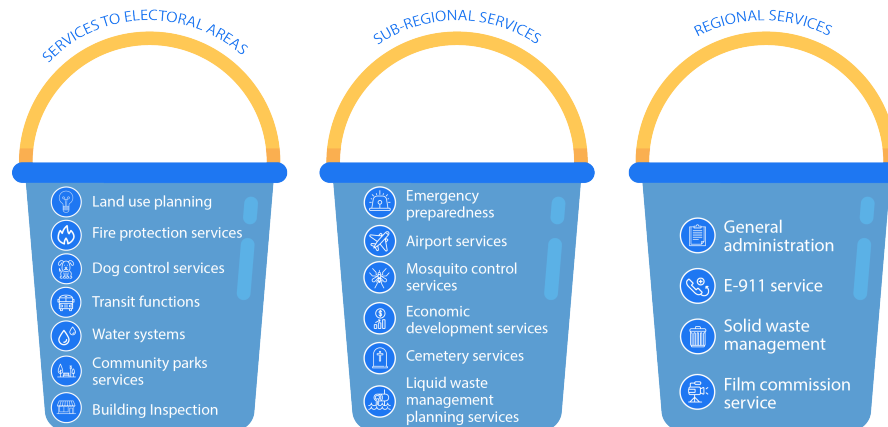 SERVICES TO ELECTORAL AREAS
Land use planning
Fire protection services
Dog control services
Transit functions
Water systems
Community parks
services
Building Inspection
SUB-REGIONAL SERVICES
Emergency
preparedness
Airport services
Mosquito control
services
Economic
development services
Cemetery services
Liquid waste
management
planning services
REGIONAL SERVICES
General
administration
E-911 service
Solid waste
management
Film commission
service